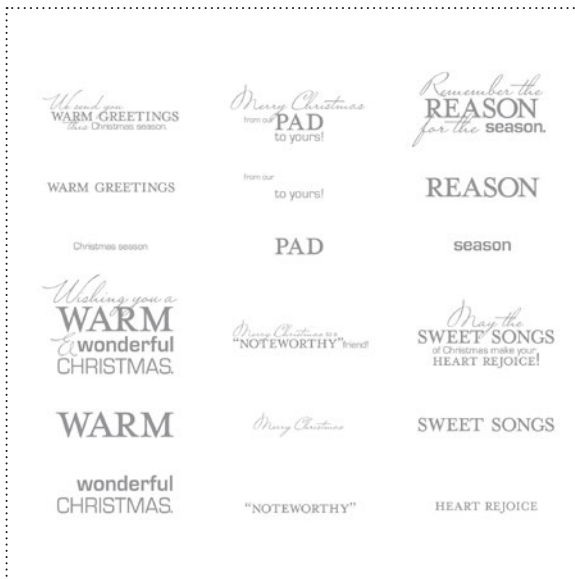 We send you
WARM GREETINGS
this Christmas season.
Merry Christmas
from our PAD
to yours!
Remember the
REASON
for the season.
WARM GREETINGS
from our
to yours!
REASON
Christmas season
PAD
season
Wishing you a
WARM
& wonderful
CHRISTMAS.
Merry Christmas to a
“NOTEWORTHY” friend!
May the
SWEET SONGS
of Christmas make your
HEART REJOICE!
WARM
Merry Christmas
SWEET SONGS
wonderful
CHRISTMAS.
“NOTEWORTHY”
HEART REJOICE